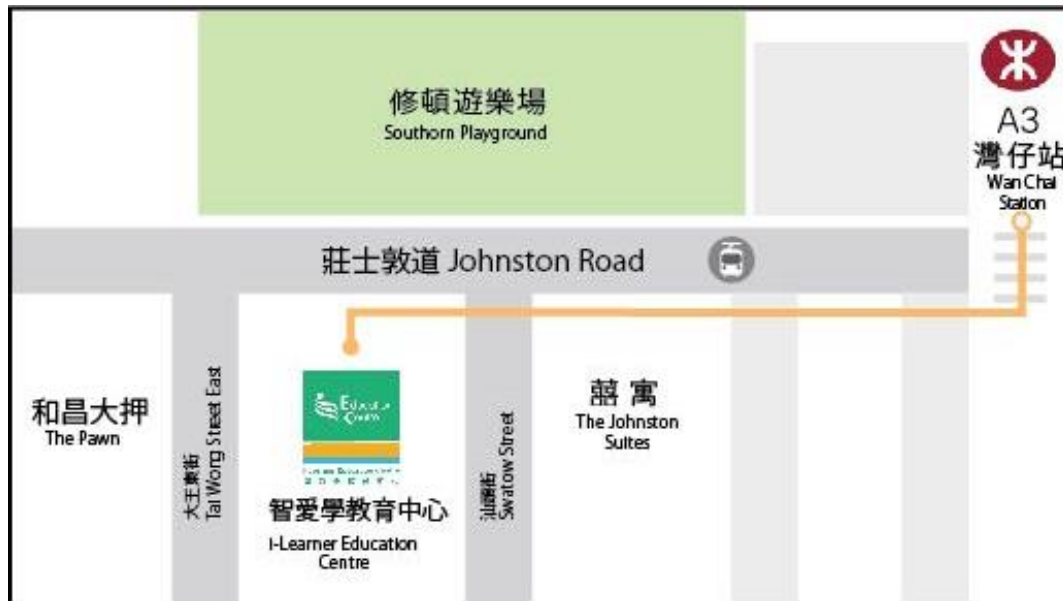 修頓遊樂場
Southorn Playground
A3
灣仔站
Wan Chai
Station
莊士敦道 Johnston Road
和昌大押
The Pawn
大王東街
Tai Wong Street East
Education
Centre
智愛學教育中心
i-Learner Education
Centre
汕頭街
Swatow Street
囍寓
The Johnston
Suites